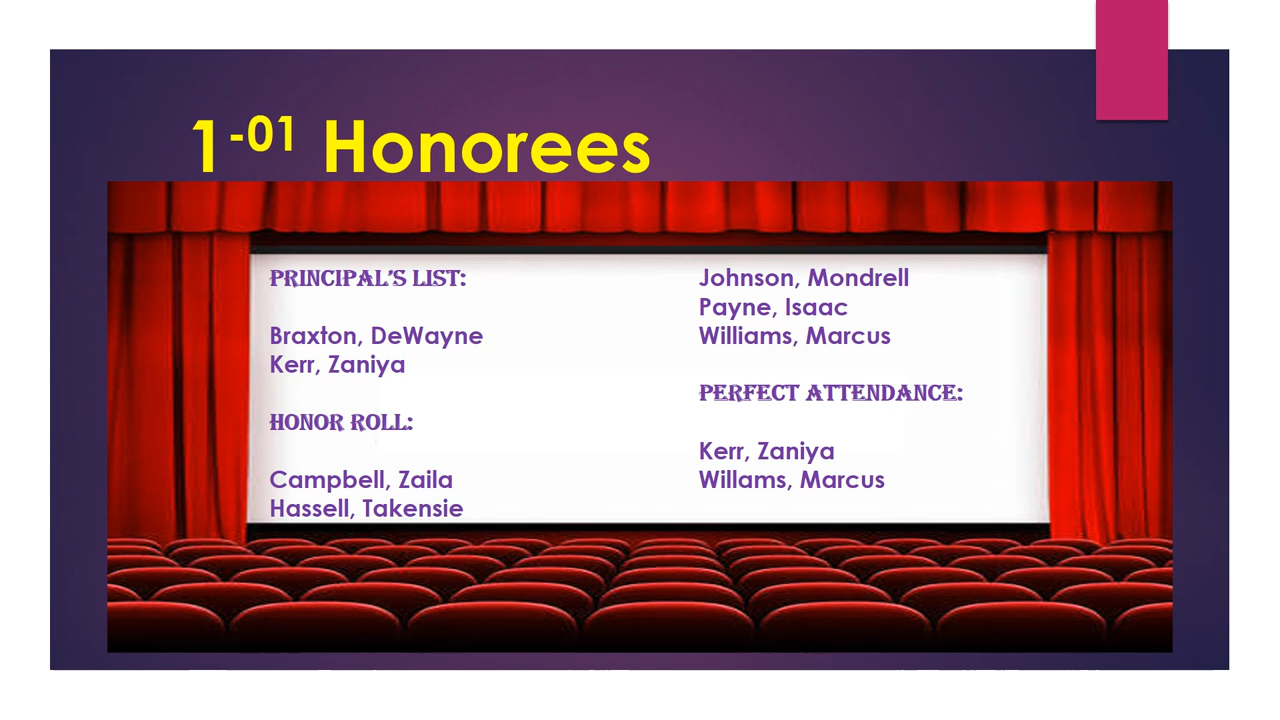 1-01 Honorees
PRINCIPAL'S LIST:
Braxton, DeWayne
Kerr, Zaniya
HONOR ROLL:
Campbell, Zaila
Hassell, Takensie
Johnson, Mondrell
Payne, Isaac
Williams, Marcus
PERFECT ATTENDANCE:
Kerr, Zaniya
Willams, Marcus